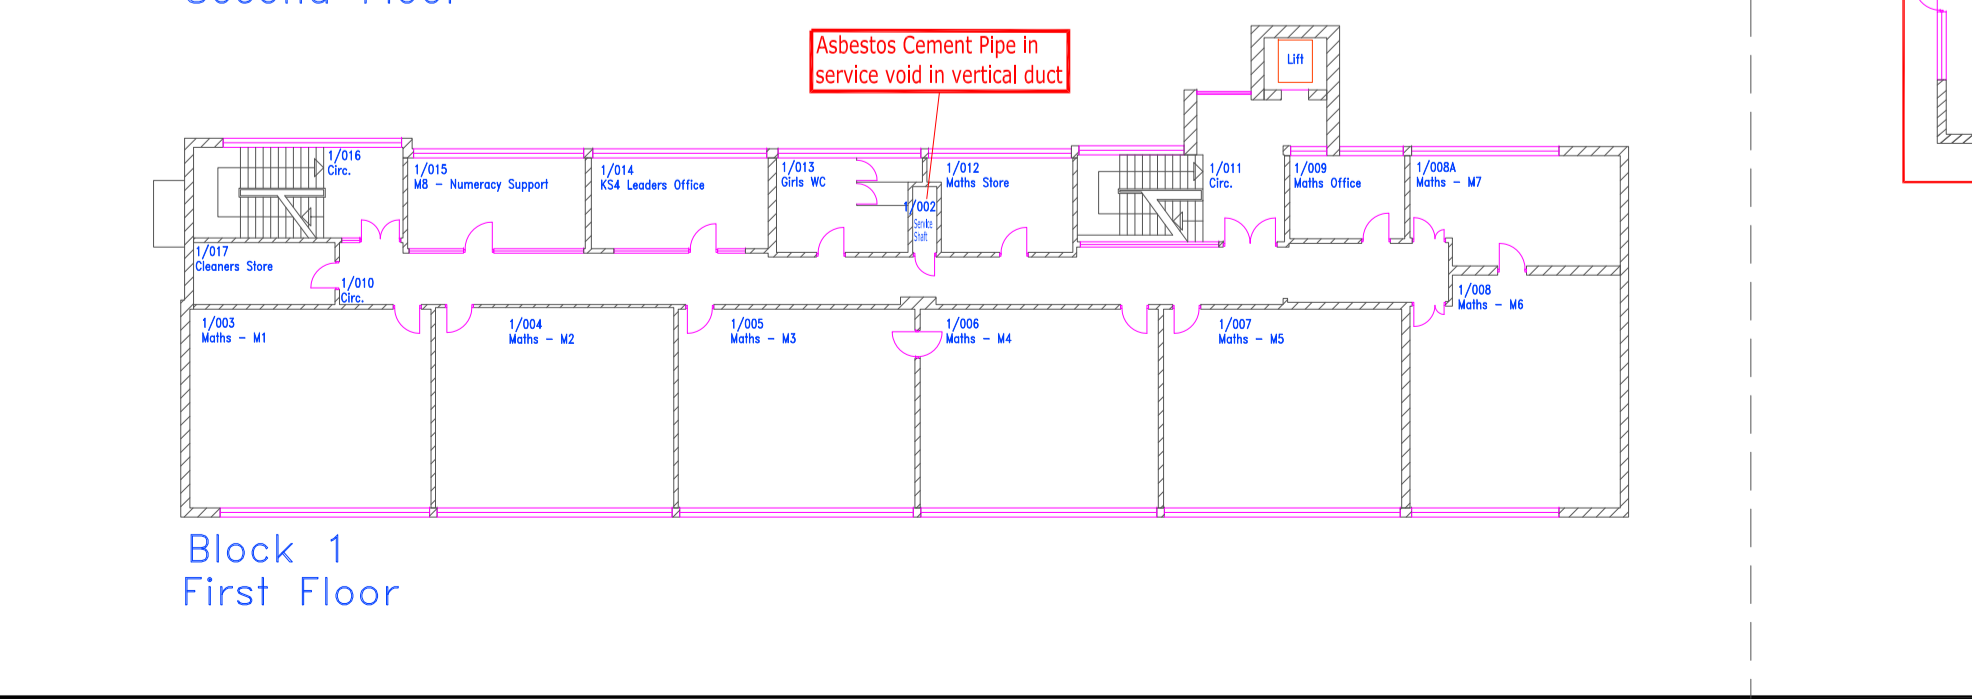 Second Floor
Asbestos Cement Pipe in
service void in vertical duct
Lift
1/016
Circ.
1/015
M8 - Numeracy Support
1/014
KS4 Leaders Office
1/013
Girls WC
1/012
Maths Store
1/011
Circ.
1/009
Maths Office
1/008A
Maths - M7
1/002
Service
Shaft
1/017
Cleaners Store
1/010
Circ.
1/008
Maths - M6
1/003
Maths - M1
1/004
Maths - M2
1/005
Maths - M3
1/006
Maths - M4
1/007
Maths - M5
Block 1
First Floor